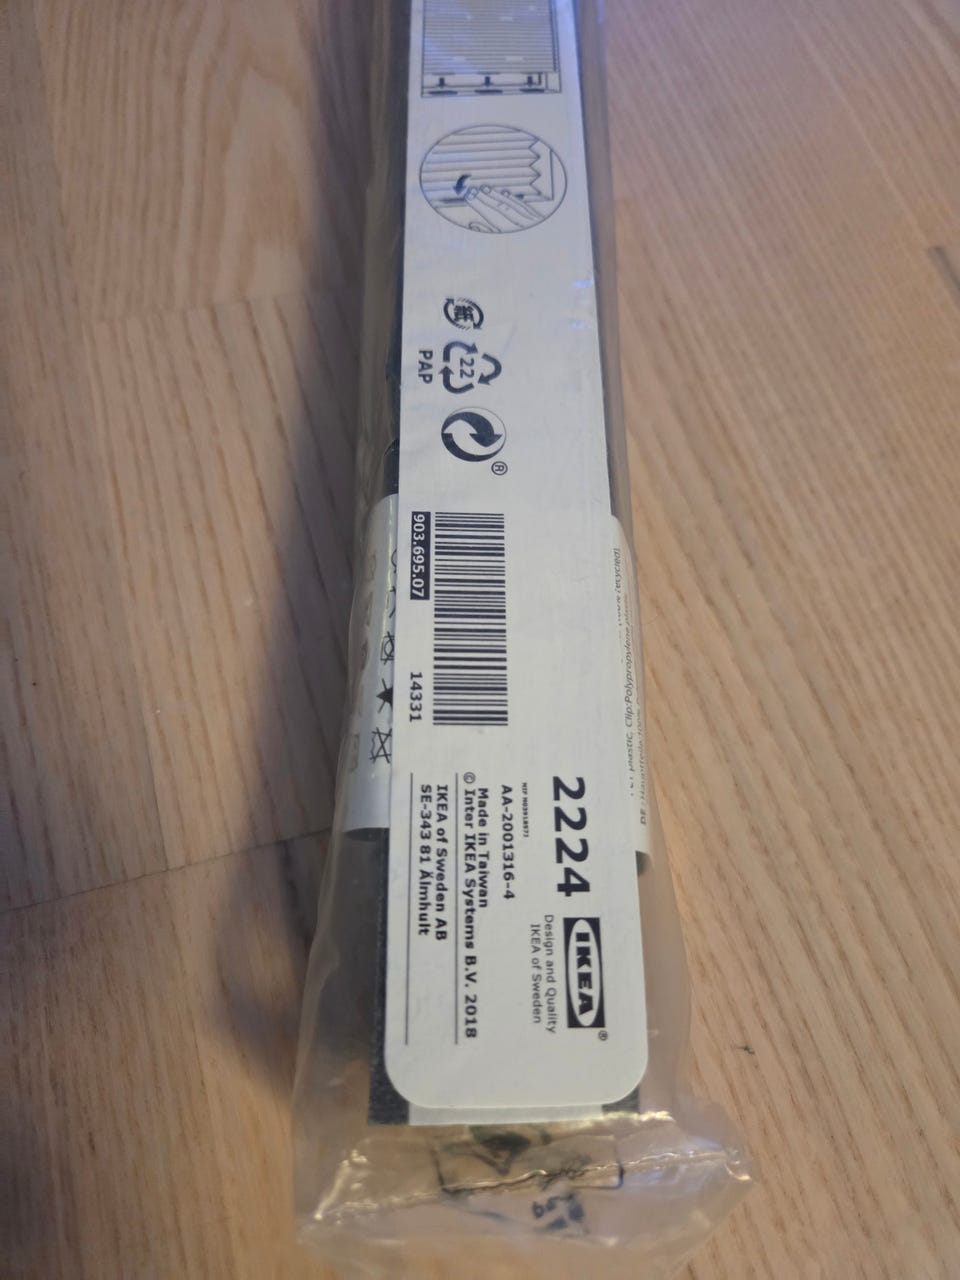 紙
22
PAP
®
903.695.07
14331
2224
IKEA®
Design and Quality
IKEA of Sweden
AA-2001316-4
Made in Taiwan
© Inter IKEA Systems B.V. 2018
IKEA of Sweden AB
SE-343 81 Älmhult